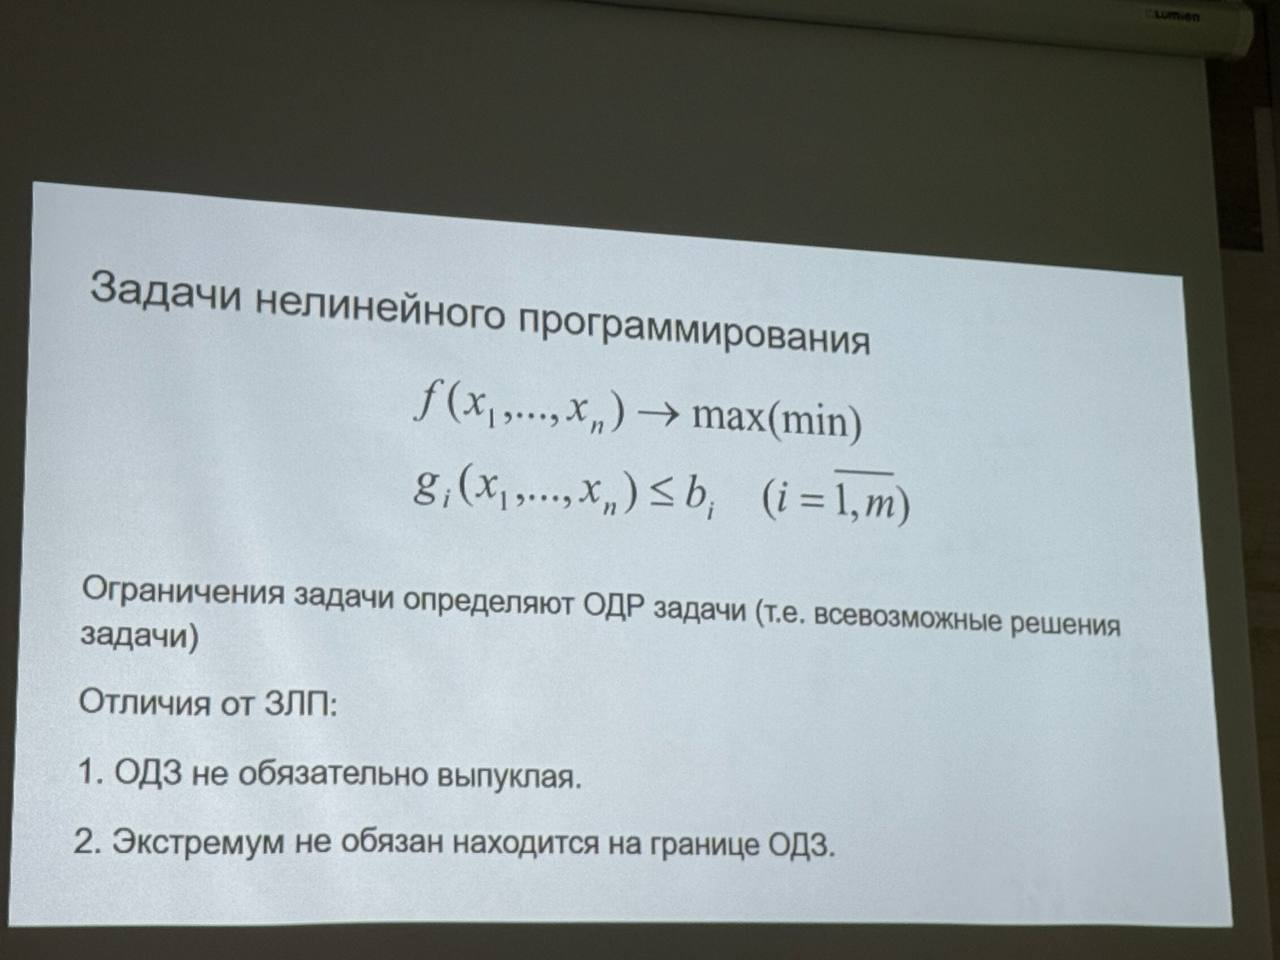 Lumien
Задачи нелинейного программирования
f(x₁,...,xₙ) → max(min)
gᵢ(x₁,...,xₙ) ≤ bᵢ (i = 1,m̅)
Ограничения задачи определяют ОДР задачи (т.е. всевозможные решения
задачи)
Отличия от ЗЛП:
1. ОДЗ не обязательно выпуклая.
2. Экстремум не обязан находится на границе ОДЗ.